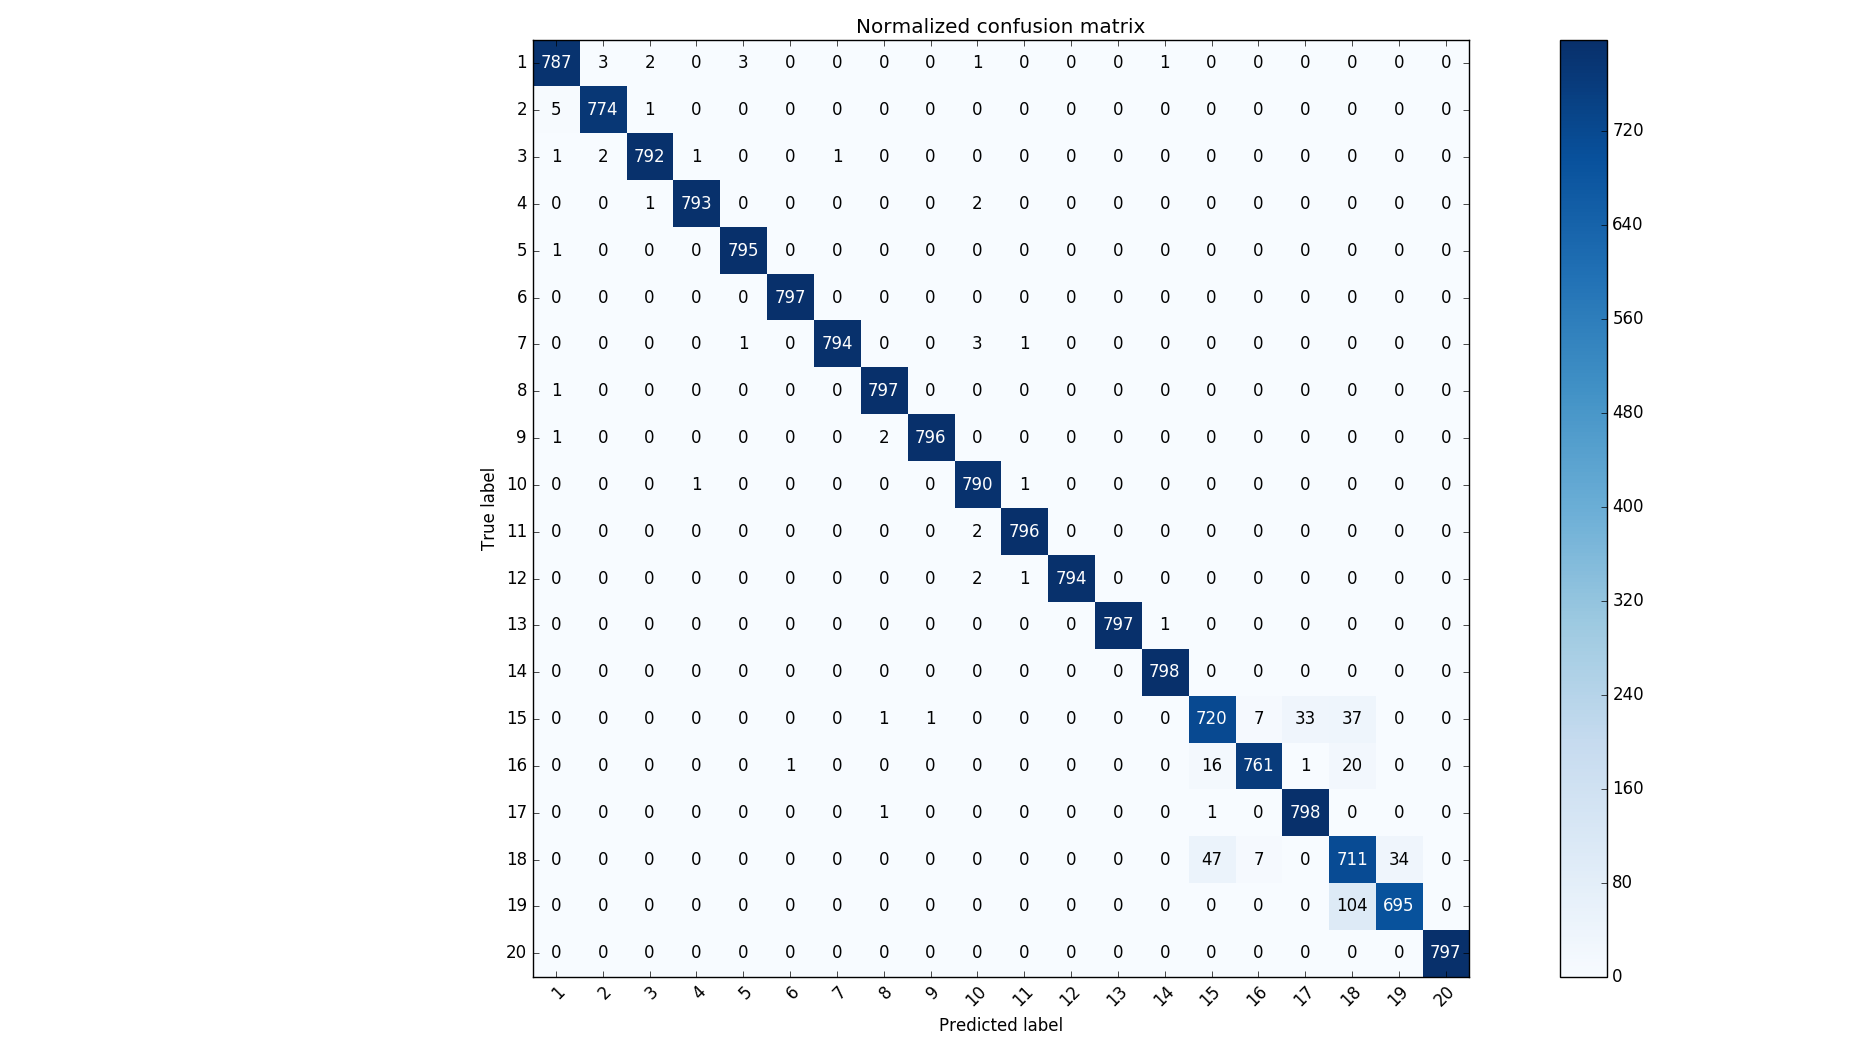 Normalized confusion matrix
1 787 3 2 0 3 0 0 0 0 1 0 0 0 1 0 0 0 0 0 0
2 5 774 1 0 0 0 0 0 0 0 0 0 0 0 0 0 0 0 0 0
3 1 2 792 1 0 0 1 0 0 0 0 0 0 0 0 0 0 0 0 0
4 0 0 1 793 0 0 0 0 0 2 0 0 0 0 0 0 0 0 0 0
5 1 0 0 0 795 0 0 0 0 0 0 0 0 0 0 0 0 0 0 0
6 0 0 0 0 0 797 0 0 0 0 0 0 0 0 0 0 0 0 0 0
7 0 0 0 0 1 0 794 0 0 3 1 0 0 0 0 0 0 0 0 0
8 1 0 0 0 0 0 0 797 0 0 0 0 0 0 0 0 0 0 0 0
9 1 0 0 0 0 0 0 2 796 0 0 0 0 0 0 0 0 0 0 0
10 0 0 0 1 0 0 0 0 0 790 1 0 0 0 0 0 0 0 0 0
11 0 0 0 0 0 0 0 0 0 2 796 0 0 0 0 0 0 0 0 0
12 0 0 0 0 0 0 0 0 0 2 1 794 0 0 0 0 0 0 0 0
13 0 0 0 0 0 0 0 0 0 0 0 0 797 1 0 0 0 0 0 0
14 0 0 0 0 0 0 0 0 0 0 0 0 0 798 0 0 0 0 0 0
15 0 0 0 0 0 0 0 1 1 0 0 0 0 0 720 7 33 37 0 0
16 0 0 0 0 0 1 0 0 0 0 0 0 0 0 16 761 1 20 0 0
17 0 0 0 0 0 0 0 1 0 0 0 0 0 0 1 0 798 0 0 0
18 0 0 0 0 0 0 0 0 0 0 0 0 0 0 47 7 0 711 34 0
19 0 0 0 0 0 0 0 0 0 0 0 0 0 0 0 0 0 104 695 0
20 0 0 0 0 0 0 0 0 0 0 0 0 0 0 0 0 0 0 0 797
1 2 3 4 5 6 7 8 9 10 11 12 13 14 15 16 17 18 19 20
Predicted label
True label
720
640
560
480
400
320
240
160
80
0